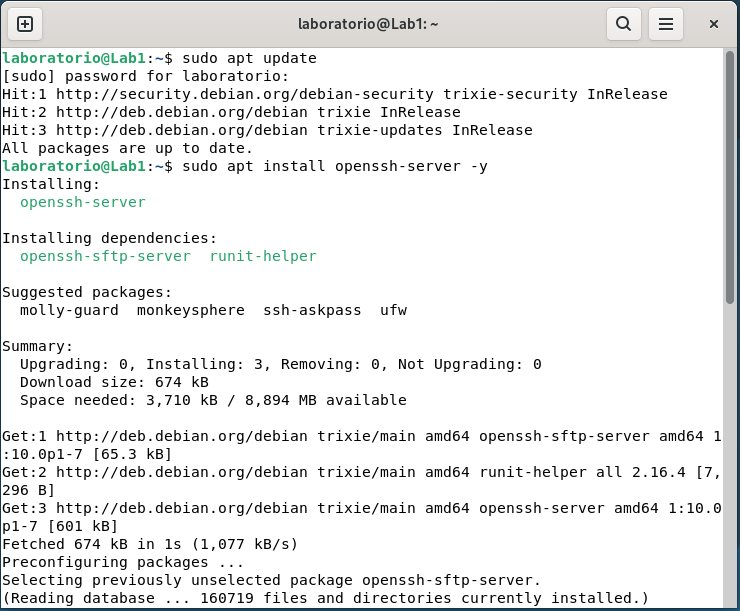 laboratorio@Lab1: ~
laboratorio@Lab1:~$ sudo apt update
[sudo] password for laboratorio:
Hit:1 http://security.debian.org/debian-security trixie-security InRelease
Hit:2 http://deb.debian.org/debian trixie InRelease
Hit:3 http://deb.debian.org/debian trixie-updates InRelease
All packages are up to date.
laboratorio@Lab1:~$ sudo apt install openssh-server -y
Installing:
  openssh-server

Installing dependencies:
  openssh-sftp-server  runit-helper

Suggested packages:
  molly-guard  monkeysphere  ssh-askpass  ufw

Summary:
  Upgrading: 0, Installing: 3, Removing: 0, Not Upgrading: 0
  Download size: 674 kB
  Space needed: 3,710 kB / 8,894 MB available

Get:1 http://deb.debian.org/debian trixie/main amd64 openssh-sftp-server amd64 1
:10.0p1-7 [65.3 kB]
Get:2 http://deb.debian.org/debian trixie/main amd64 runit-helper all 2.16.4 [7,
296 B]
Get:3 http://deb.debian.org/debian trixie/main amd64 openssh-server amd64 1:10.0
p1-7 [601 kB]
Fetched 674 kB in 1s (1,077 kB/s)
Preconfiguring packages ...
Selecting previously unselected package openssh-sftp-server.
(Reading database ... 160719 files and directories currently installed.)